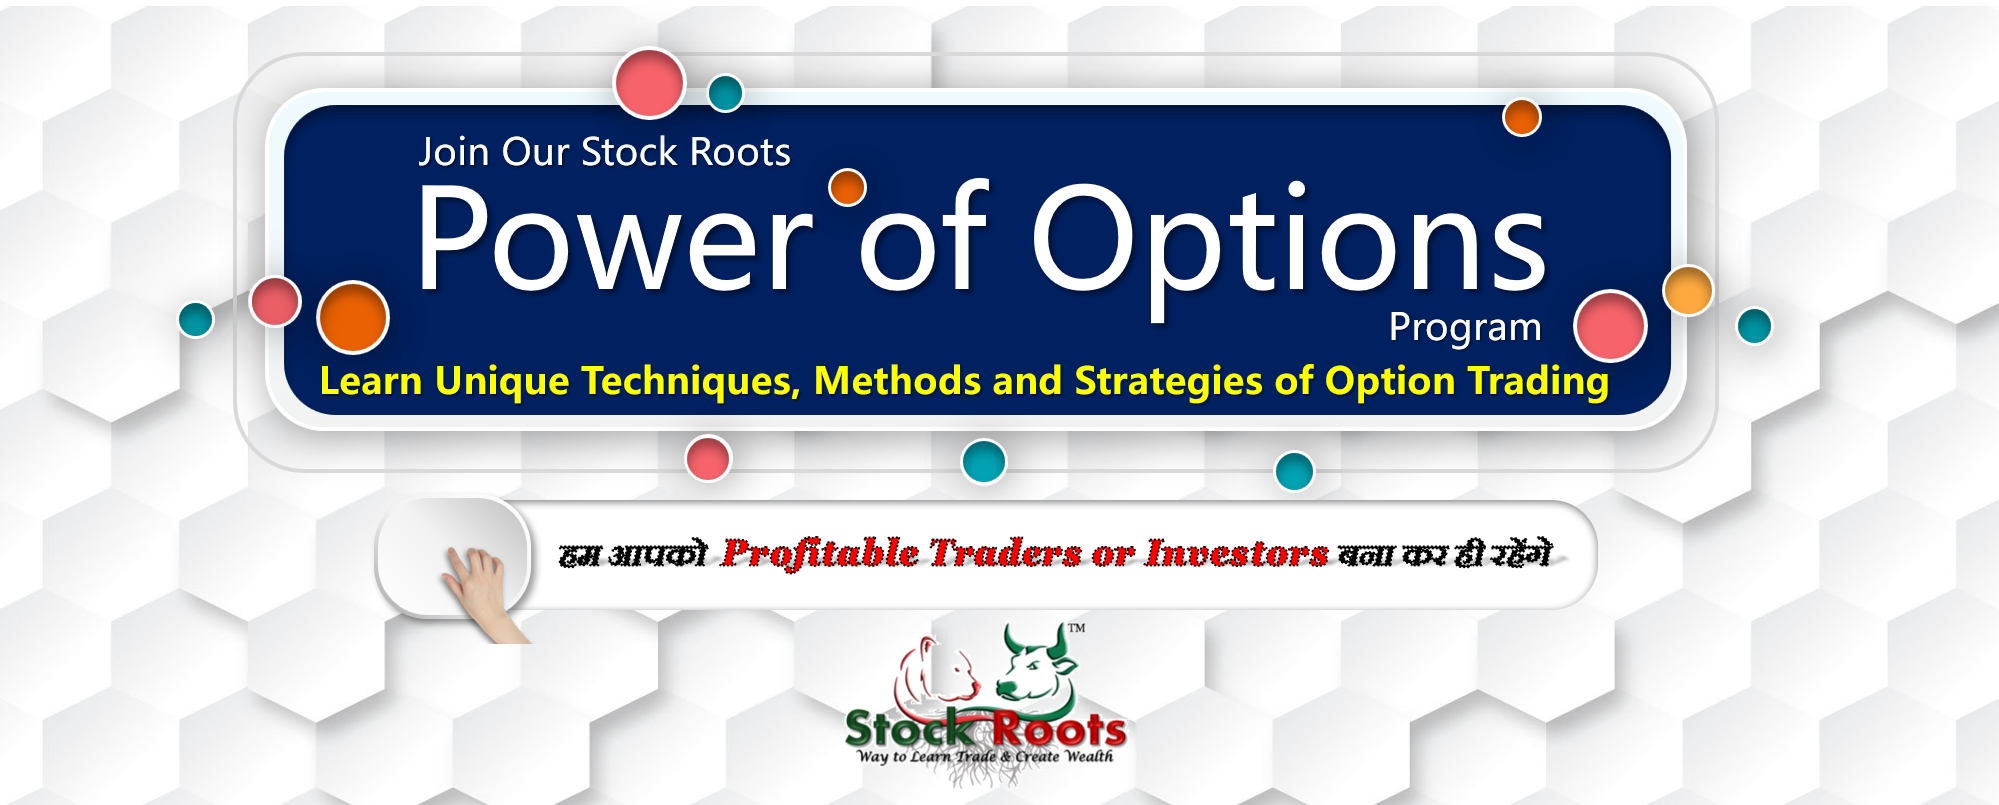 Join Our Stock Roots
Power of Options
Program
Learn Unique Techniques, Methods and Strategies of Option Trading
हम आपको Profitable Traders or Investors बना कर ही रहेंगे
TM
Stock Roots
Way to Learn Trade & Create Wealth